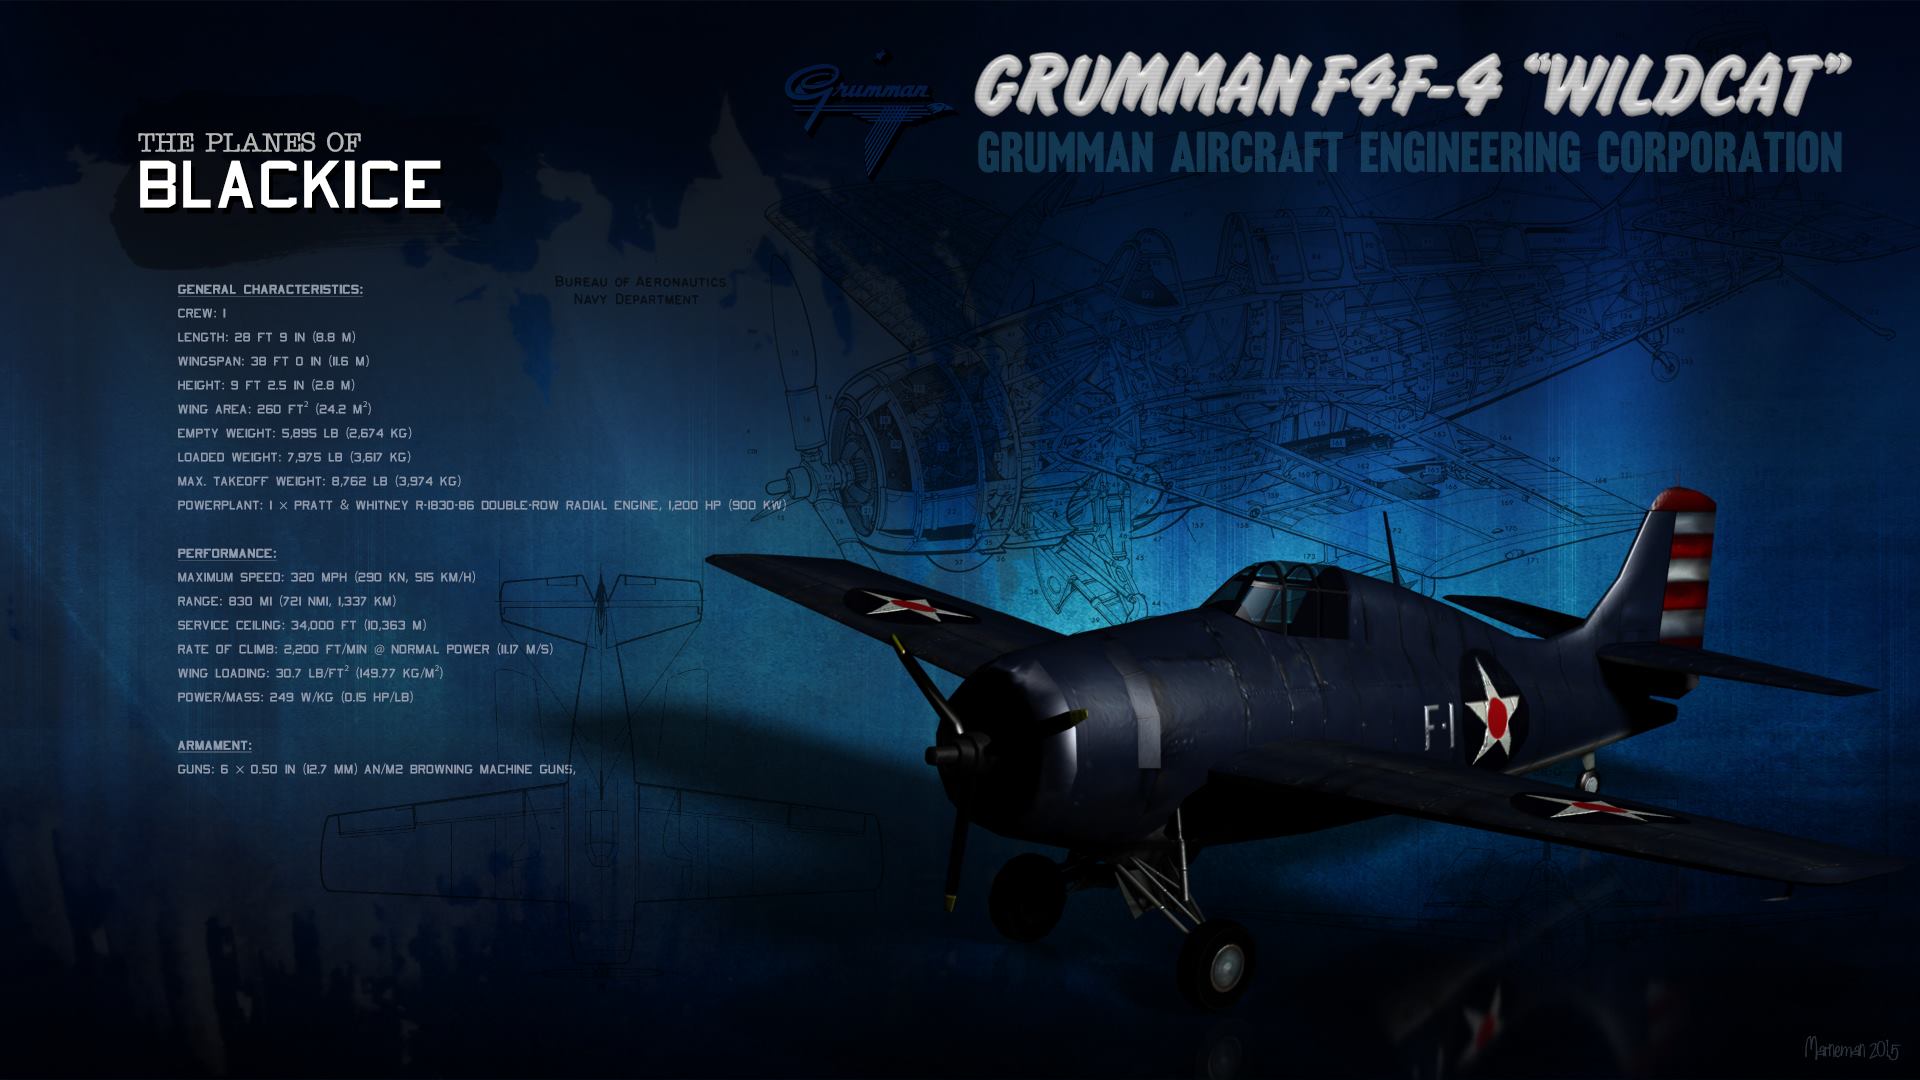 Grumman
GRUMMAN F4F-4 “WILDCAT”
GRUMMAN AIRCRAFT ENGINEERING CORPORATION
THE PLANES OF
BLACKICE
BUREAU OF AERONAUTICS
NAVY DEPARTMENT
GENERAL CHARACTERISTICS:
CREW: 1
LENGTH: 28 FT 9 IN (8.8 M)
WINGSPAN: 38 FT 0 IN (11.6 M)
HEIGHT: 9 FT 2.5 IN (2.8 M)
WING AREA: 260 FT² (24.2 M²)
EMPTY WEIGHT: 5,895 LB (2,674 KG)
LOADED WEIGHT: 7,975 LB (3,617 KG)
MAX. TAKEOFF WEIGHT: 8,762 LB (3,974 KG)
POWERPLANT: 1 × PRATT & WHITNEY R-1830-86 DOUBLE-ROW RADIAL ENGINE, 1,200 HP (900 KW)
PERFORMANCE:
MAXIMUM SPEED: 320 MPH (290 KN, 515 KM/H)
RANGE: 830 MI (721 NMI, 1,337 KM)
SERVICE CEILING: 34,000 FT (10,363 M)
RATE OF CLIMB: 2,200 FT/MIN @ NORMAL POWER (11.17 M/S)
WING LOADING: 30.7 LB/FT² (149.77 KG/M²)
POWER/MASS: 249 W/KG (0.15 HP/LB)
ARMAMENT:
GUNS: 6 × 0.50 IN (12.7 MM) AN/M2 BROWNING MACHINE GUNS,
F-1
Marneman 2015